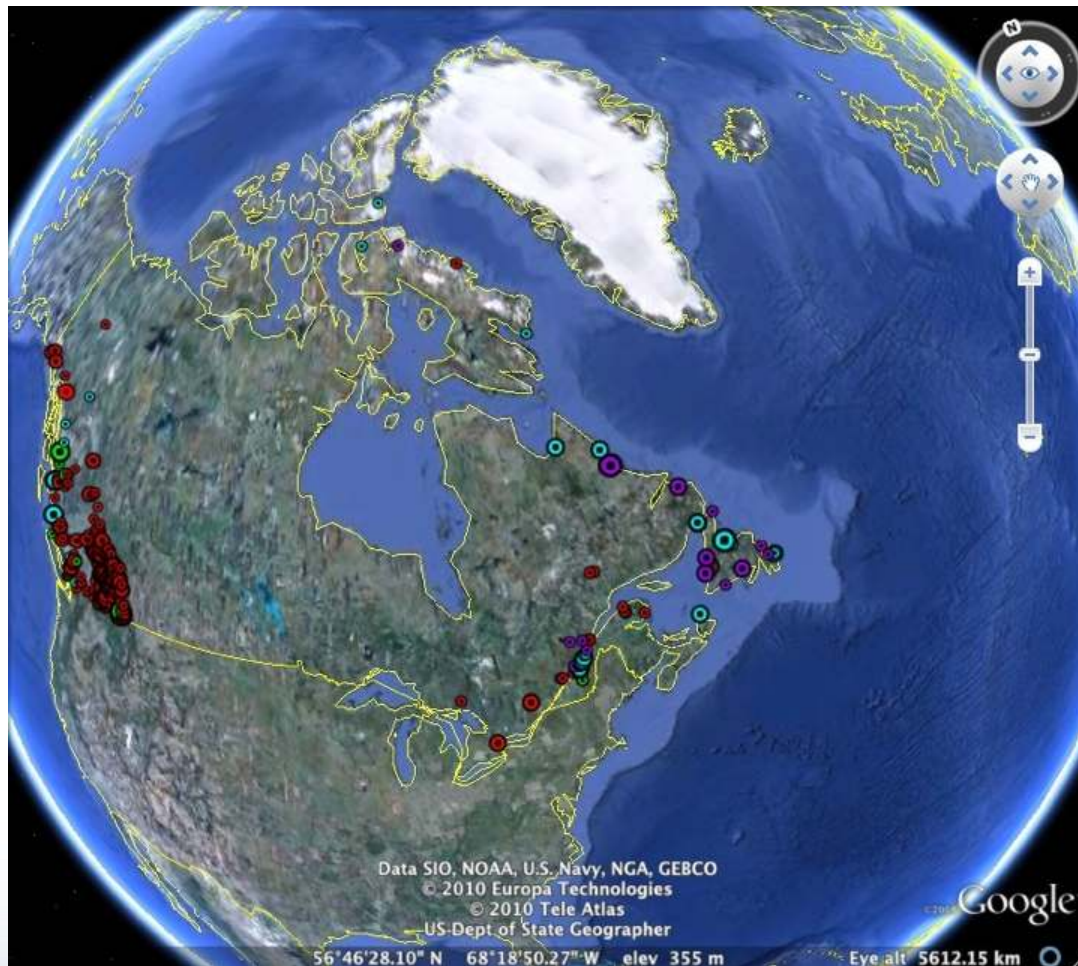 N
Data SIO, NOAA, U.S. Navy, NGA, GEBCO
© 2010 Europa Technologies
© 2010 Tele Atlas
US Dept of State Geographer
Google
56°46'28.10" N 68°18'50.27" W elev 355 m Eye alt 5612.15 km